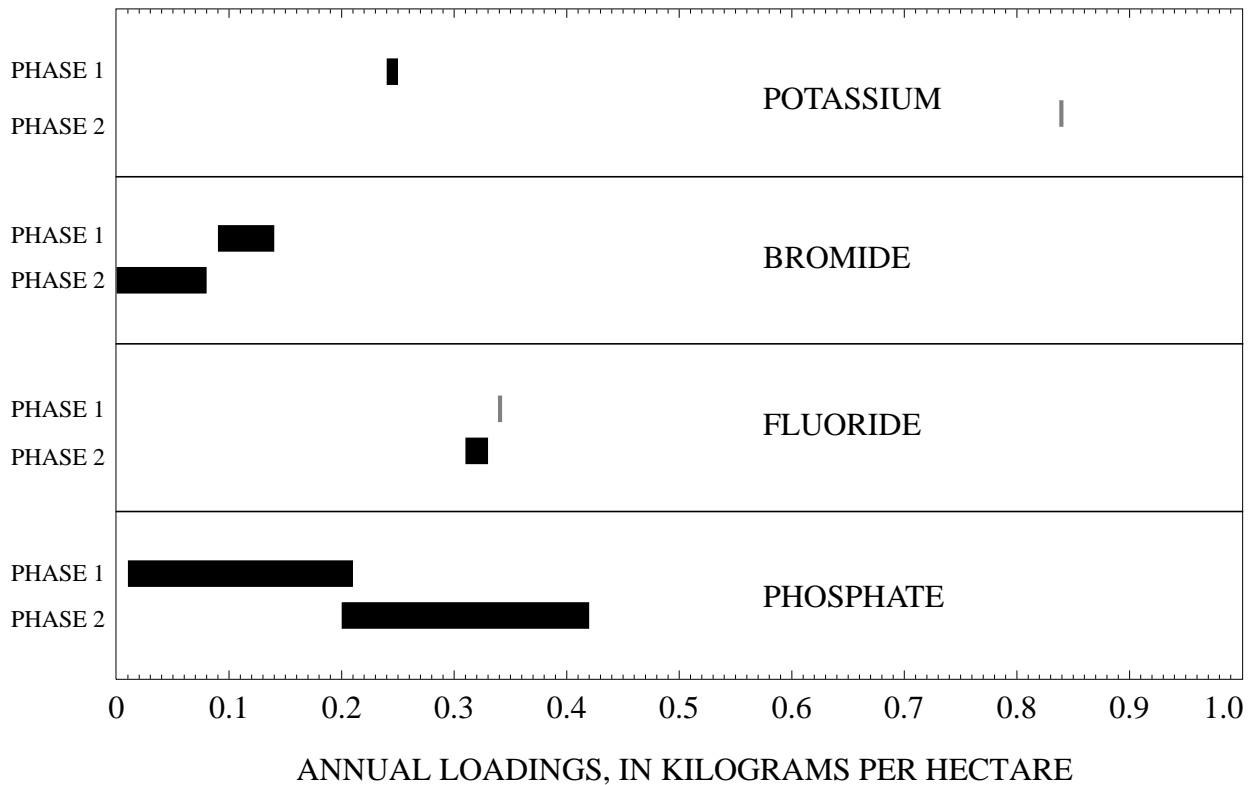 PHASE 1
POTASSIUM
PHASE 2
PHASE 1
BROMIDE
PHASE 2
PHASE 1
FLUORIDE
PHASE 2
PHASE 1
PHOSPHATE
PHASE 2
0 0.1 0.2 0.3 0.4 0.5 0.6 0.7 0.8 0.9 1.0
ANNUAL LOADINGS, IN KILOGRAMS PER HECTARE